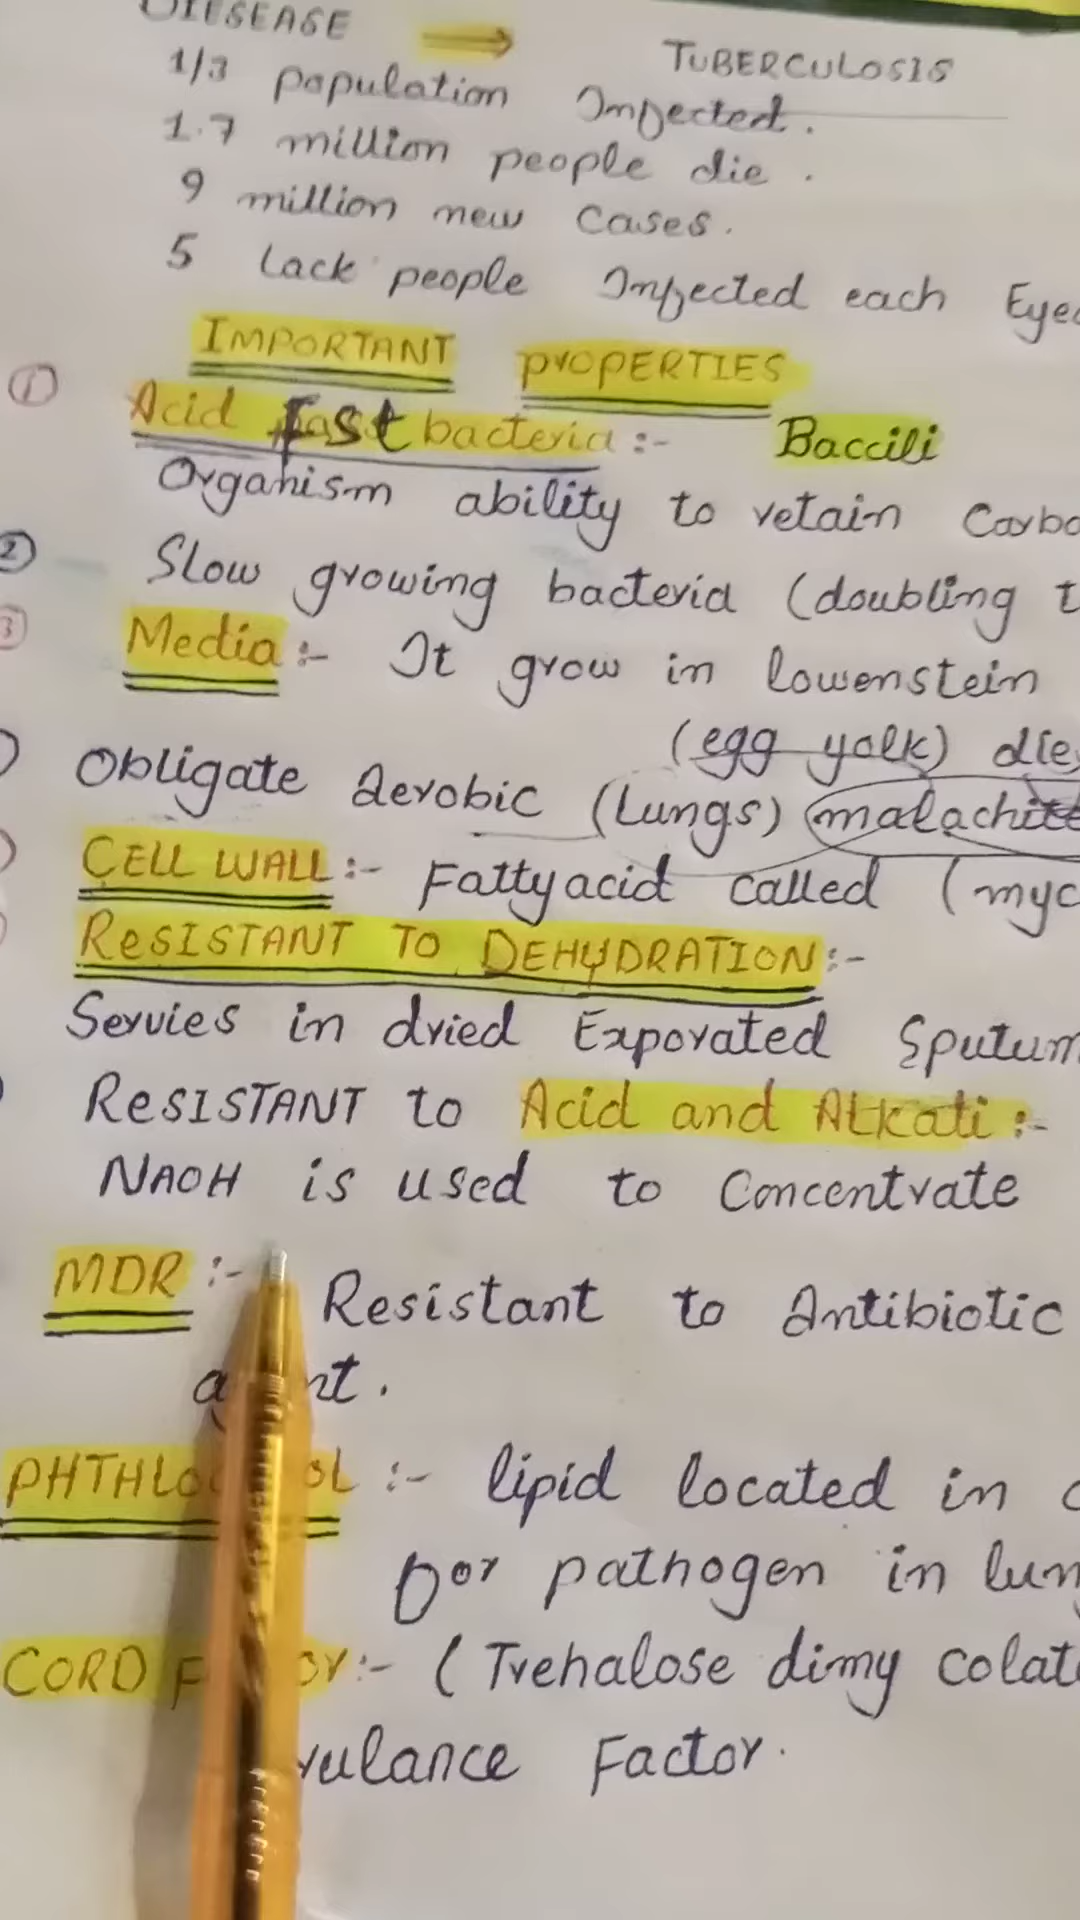 DIESEASE → TUBERCULOSIS
1/3 population Infected.
1.7 million people die.
9 million new Cases.
5 Lack people Infected each
IMPORTANT PROPERTIES
① Acid fast bacteria :- Baccili
Organism ability to retain
② Slow growing bacteria (doubling
③ Media :- It grow in lowenstein
(egg yolk)
Obligate aerobic (Lungs) malachite
CELL WALL :- Fattyacid called
RESISTANT TO DEHYDRATION :-
in dried Exporated Sputum
RESISTANT to Acid and ALKati :-
NAOH is used to Concentrate
MDR :- Resistant to Antibiotic
:- lipid located in
For pathogen in
CORD :- (Trehalose dimy colat
Factor.